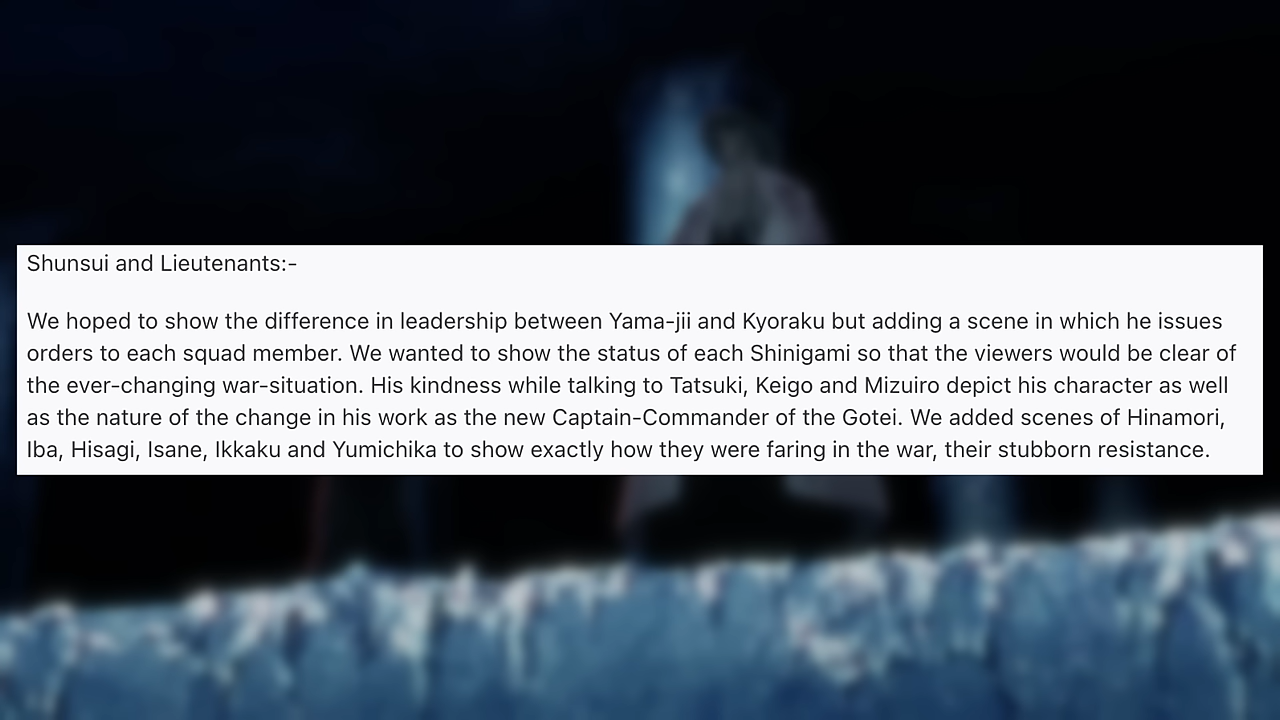 Shunsui and Lieutenants:-
We hoped to show the difference in leadership between Yama-jii and Kyoraku but adding a scene in which he issues
orders to each squad member. We wanted to show the status of each Shinigami so that the viewers would be clear of
the ever-changing war-situation. His kindness while talking to Tatsuki, Keigo and Mizuiro depict his character as well
as the nature of the change in his work as the new Captain-Commander of the Gotei. We added scenes of Hinamori,
Iba, Hisagi, Isane, Ikkaku and Yumichika to show exactly how they were faring in the war, their stubborn resistance.